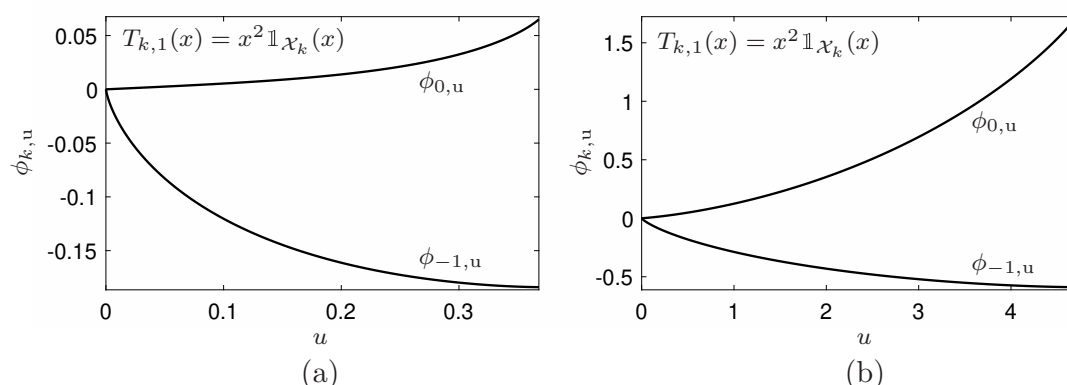 T_{k,1}(x) = x^2 𝟙_{𝒳_k}(x)
ϕ_{0,u}
ϕ_{−1,u}
ϕ_{k,u}
0.05
0
-0.05
-0.1
-0.15
0 0.1 0.2 0.3
u
(a)
T_{k,1}(x) = x^2 𝟙_{𝒳_k}(x)
ϕ_{0,u}
ϕ_{−1,u}
ϕ_{k,u}
1.5
1
0.5
0
-0.5
0 1 2 3 4
u
(b)